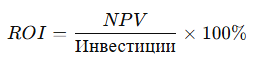 ROI = NPV / Инвестиции × 100%